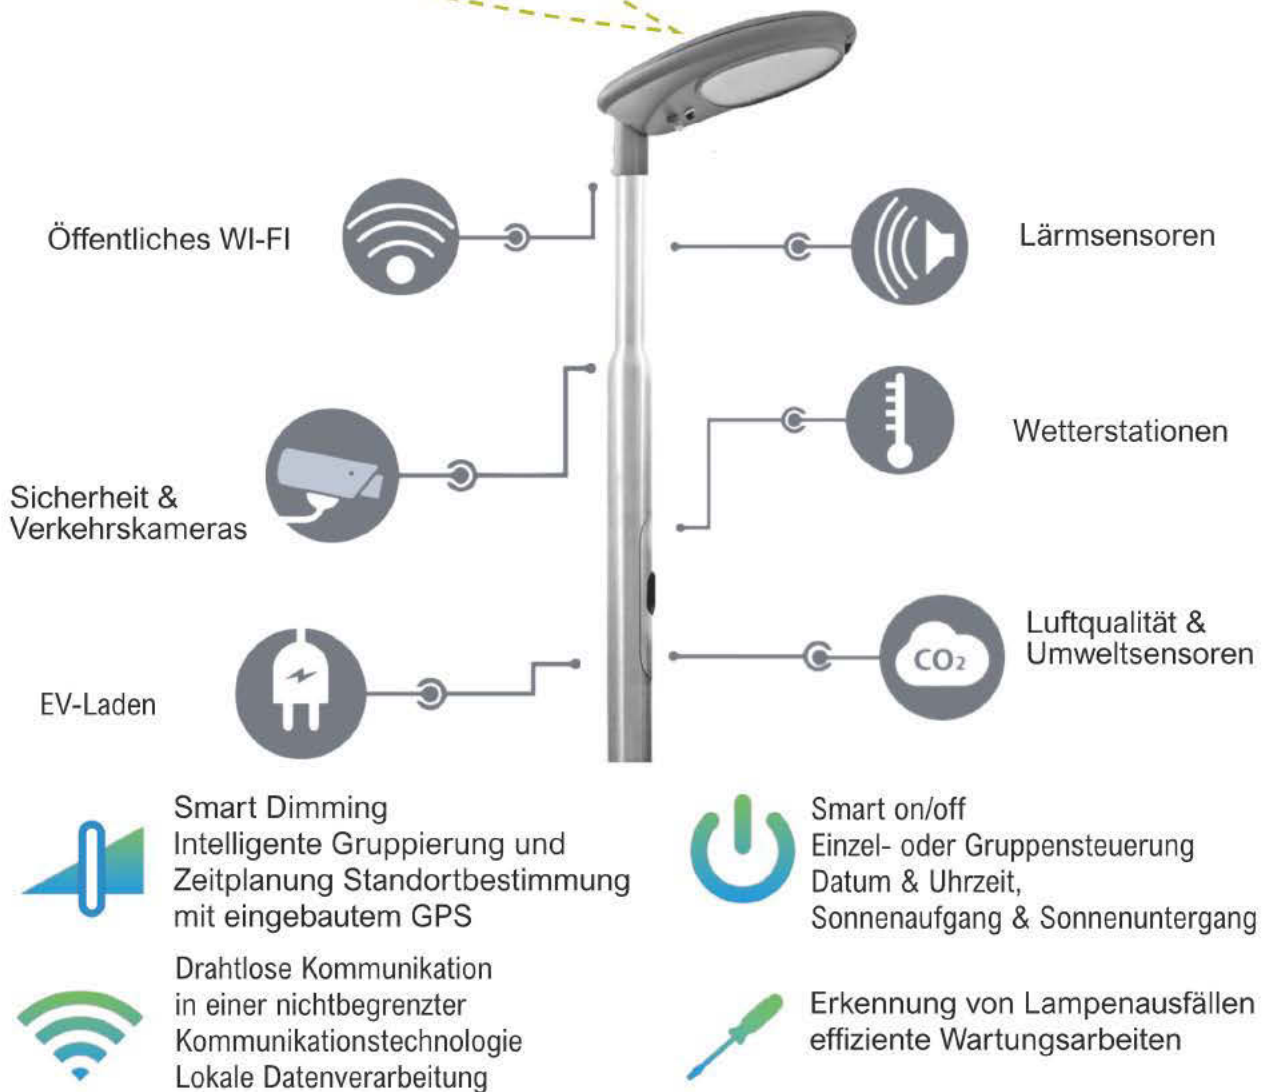 Öffentliches WI-FI
Lärmsensoren
Wetterstationen
Sicherheit &
Verkehrskameras
Luftqualität &
Umweltsensoren
CO₂
EV-Laden
Smart Dimming
Intelligente Gruppierung und
Zeitplanung Standortbestimmung
mit eingebautem GPS
Smart on/off
Einzel- oder Gruppensteuerung
Datum & Uhrzeit,
Sonnenaufgang & Sonnenuntergang
Drahtlose Kommunikation
in einer nichtbegrenzter
Kommunikationstechnologie
Lokale Datenverarbeitung
Erkennung von Lampenausfällen
effiziente Wartungsarbeiten